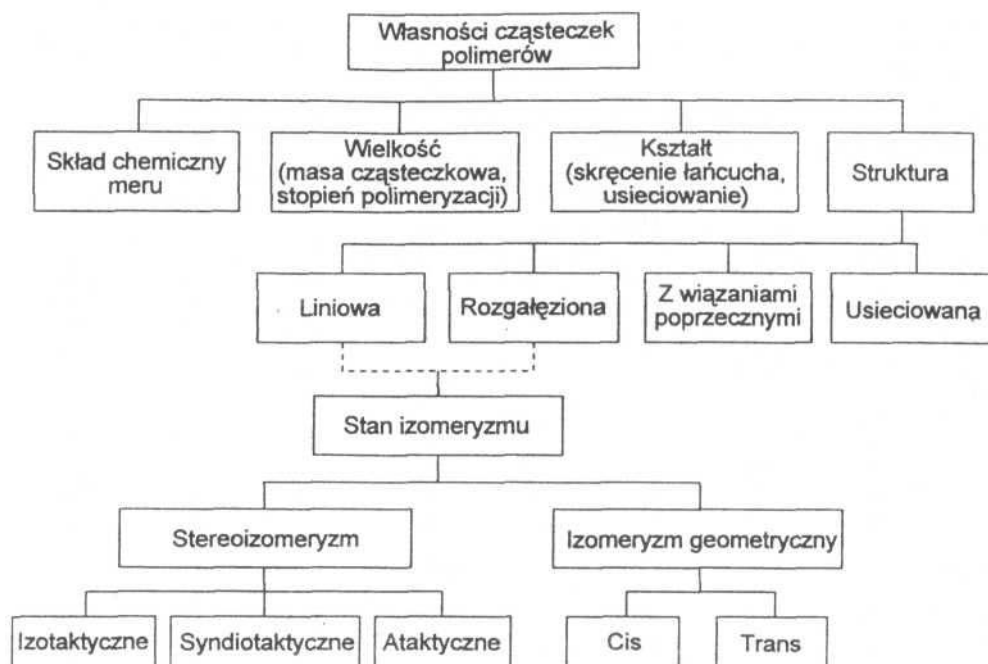 Własności cząsteczek
polimerów
Skład chemiczny
meru
Wielkość
(masa cząsteczkowa,
stopień polimeryzacji)
Kształt
(skręcenie łańcucha,
usieciowanie)
Struktura
Liniowa
Rozgałęziona
Z wiązaniami
poprzecznymi
Usieciowana
Stan izomeryzmu
Stereoizomeryzm
Izomeryzm geometryczny
Izotaktyczne
Syndiotaktyczne
Ataktyczne
Cis
Trans